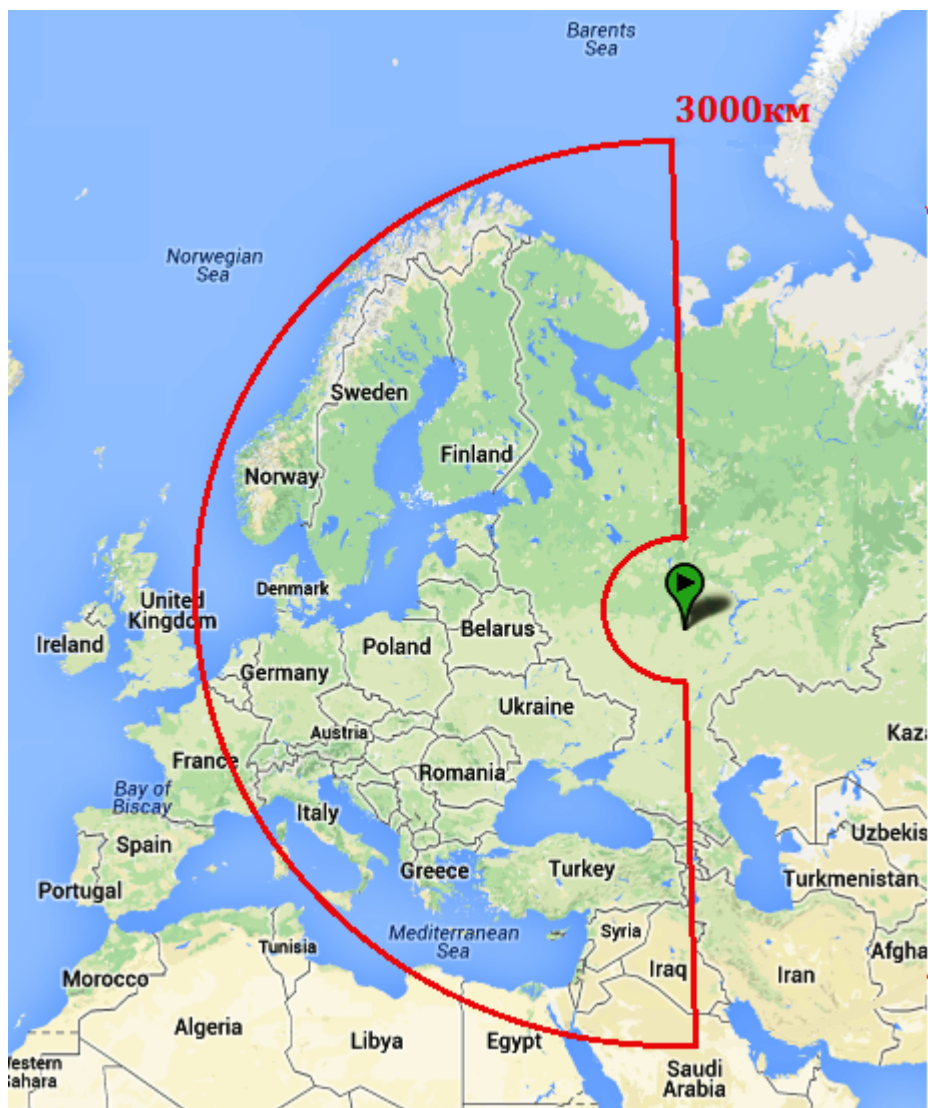 Barents
Sea
3000км
Norwegian
Sea
Sweden
Finland
Norway
Denmark
United
Kingdom
Ireland
Belarus
Poland
Germany
Ukraine
Austria
France
Kaza
Romania
Bay of
Biscay
Italy
Uzbekis
Spain
Greece
Turkey
Turkmenistan
Portugal
Syria
Mediterranean
Sea
Tunisia
Afgha
Iraq
Iran
Morocco
Algeria
Libya
Egypt
Western
Sahara
Saudi
Arabia